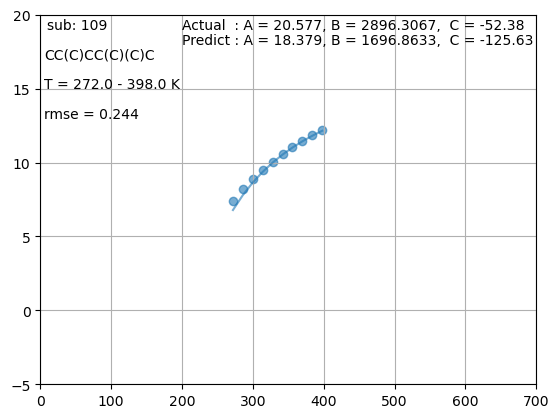 sub: 109
Actual  : A = 20.577, B = 2896.3067,  C = -52.38
Predict : A = 18.379, B = 1696.8633,  C = -125.63
CC(C)CC(C)(C)C
T = 272.0 - 398.0 K
rmse = 0.244
20
15
10
5
0
−5
0 100 200 300 400 500 600 700